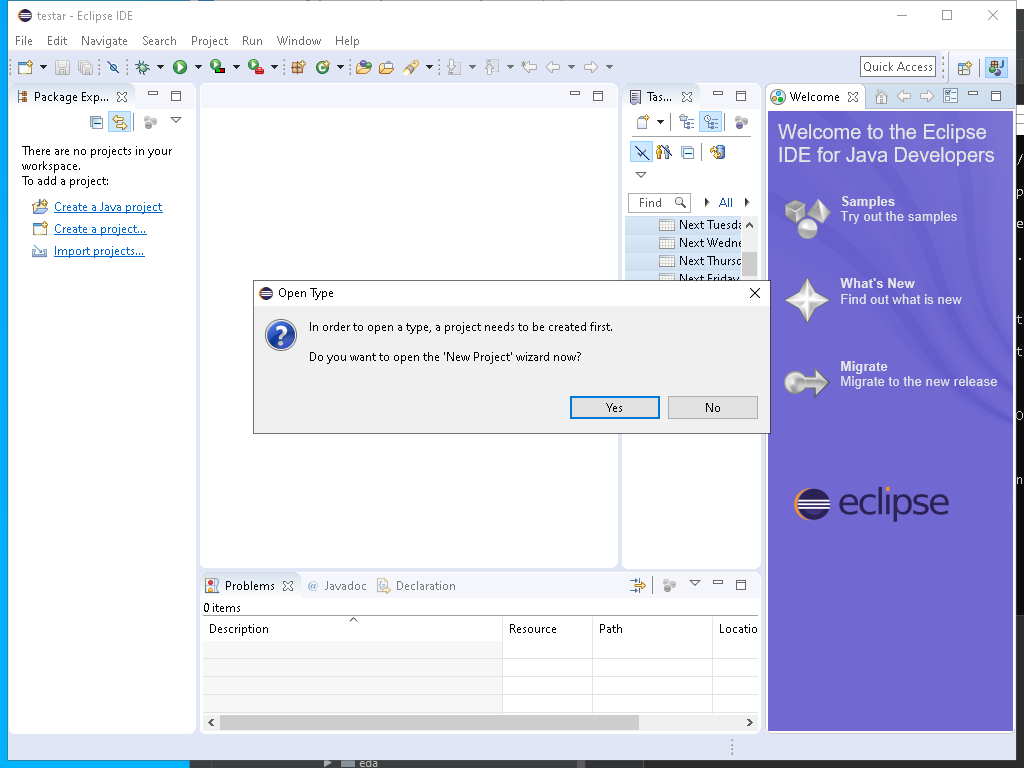 testar - Eclipse IDE
File Edit Navigate Search Project Run Window Help
Quick Access
Package Exp...
There are no projects in your
workspace.
To add a project:
Create a Java project
Create a project...
Import projects...
Tas...
Find
All
Next Tuesda
Next Wedne
Next Thursd
Next Friday
Welcome
Welcome to the Eclipse
IDE for Java Developers
Samples
Try out the samples
What's New
Find out what is new
Migrate
Migrate to the new release
eclipse
Open Type
In order to open a type, a project needs to be created first.
Do you want to open the 'New Project' wizard now?
Yes
No
Problems
@ Javadoc
Declaration
0 items
Description
Resource
Path
Locatio
eda